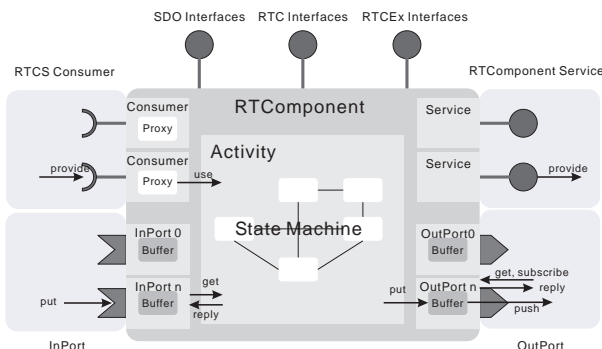 SDO Interfaces RTC Interfaces RTCEx Interfaces
RTCS Consumer
RTComponent Service
RTComponent
Consumer
Proxy
Service
Activity
Consumer
Proxy
provide
use
Service
provide
State Machine
InPort 0
Buffer
OutPort0
Buffer
InPort n
Buffer
put
get
reply
put
OutPort n
Buffer
get, subscribe
reply
push
InPort
OutPort